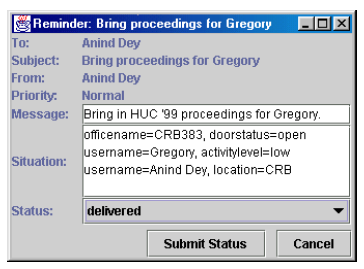 Reminder: Bring proceedings for Gregory
To: Anind Dey
Subject: Bring proceedings for Gregory
From: Anind Dey
Priority: Normal
Message: Bring in HUC '99 proceedings for Gregory.
officename=CRB383, doorstatus=open
Situation: username=Gregory, activitylevel=low
username=Anind Dey, location=CRB
Status: delivered
Submit Status Cancel